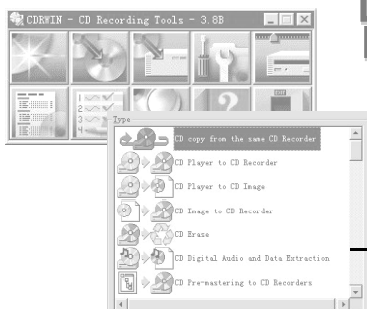 CDRWIN - CD Recording Tools - 3.8B
Type
CD copy from the same CD Recorder
CD Player to CD Recorder
CD Player to CD Image
CD Image to CD Recorder
CD Erase
CD Digital Audio and Data Extraction
CD Pre-mastering to CD Recorders